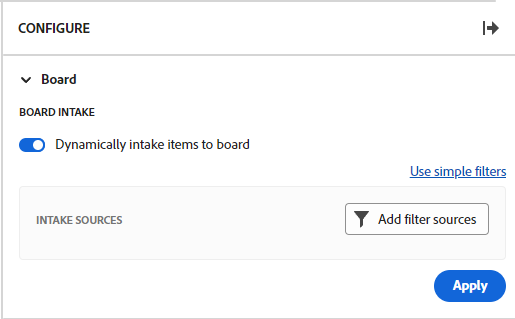 CONFIGURE
Board
BOARD INTAKE
Dynamically intake items to board
Use simple filters
INTAKE SOURCES
Add filter sources
Apply